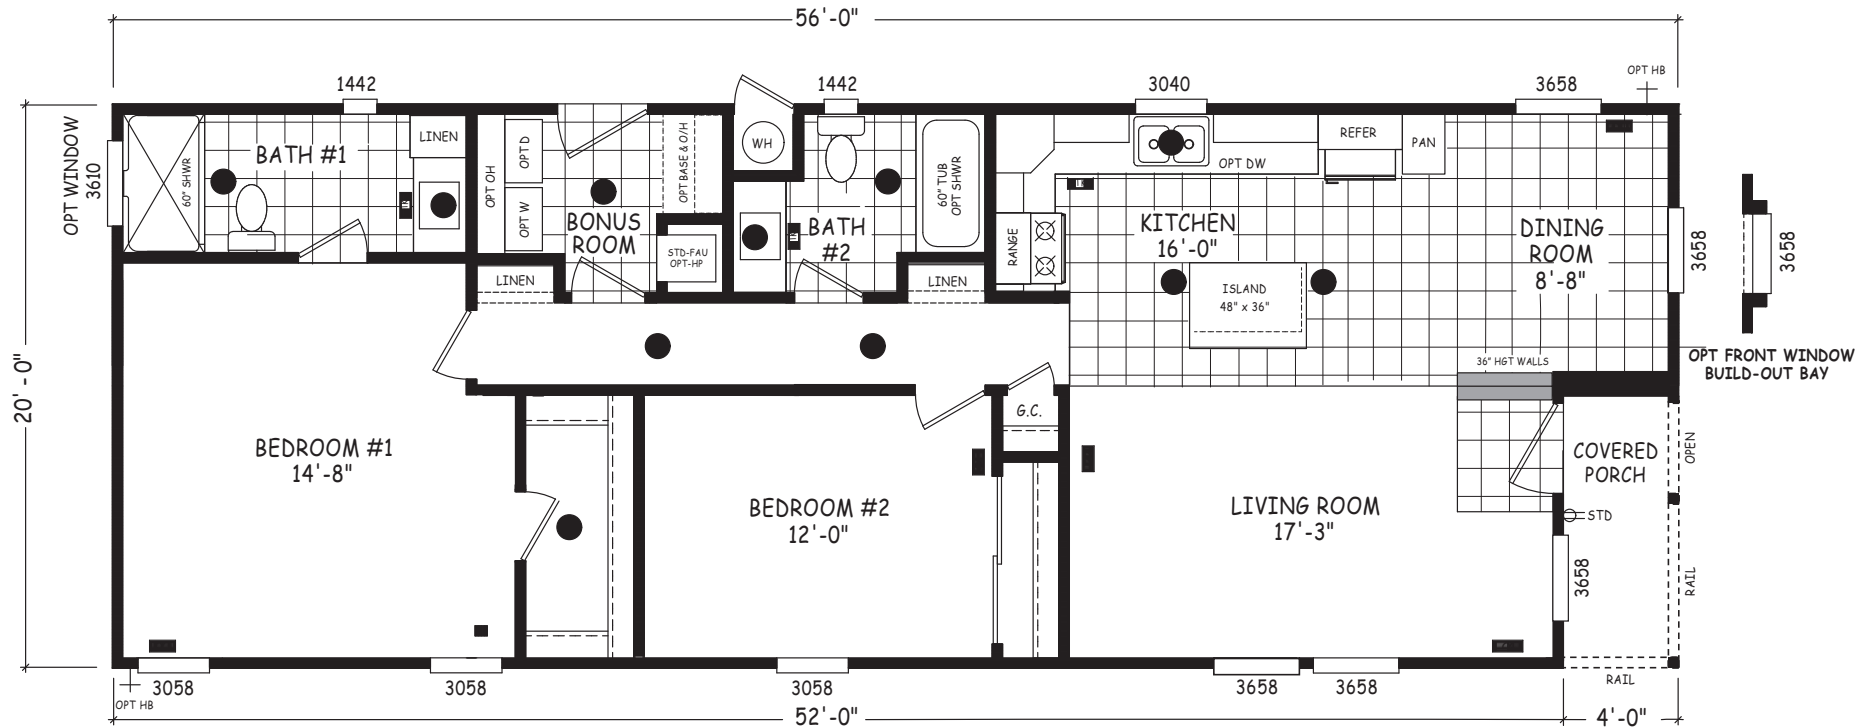 56'-0"
1442
1442
3040
3658
OPT HB
OPT WINDOW
3610
60" SHWR
BATH #1
LINEN
OPT OH
OPT D
OPT W
BONUS
ROOM
OPT BASE & O/H
STD-FAU
OPT-HP
WH
BATH
#2
60" TUB
OPT SHWR
LINEN
LINEN
RANGE
OPT DW
REFER
PAN
KITCHEN
16'-0"
ISLAND
48" x 36"
DINING
ROOM
8'-8"
3658
3658
OPT FRONT WINDOW
BUILD-OUT BAY
36" HGT WALLS
20'-0"
BEDROOM #1
14'-8"
BEDROOM #2
12'-0"
G.C.
LIVING ROOM
17'-3"
COVERED
PORCH
OPEN
STD
3658
RAIL
RAIL
3058
3058
3058
3658
3658
OPT HB
52'-0"
4'-0"